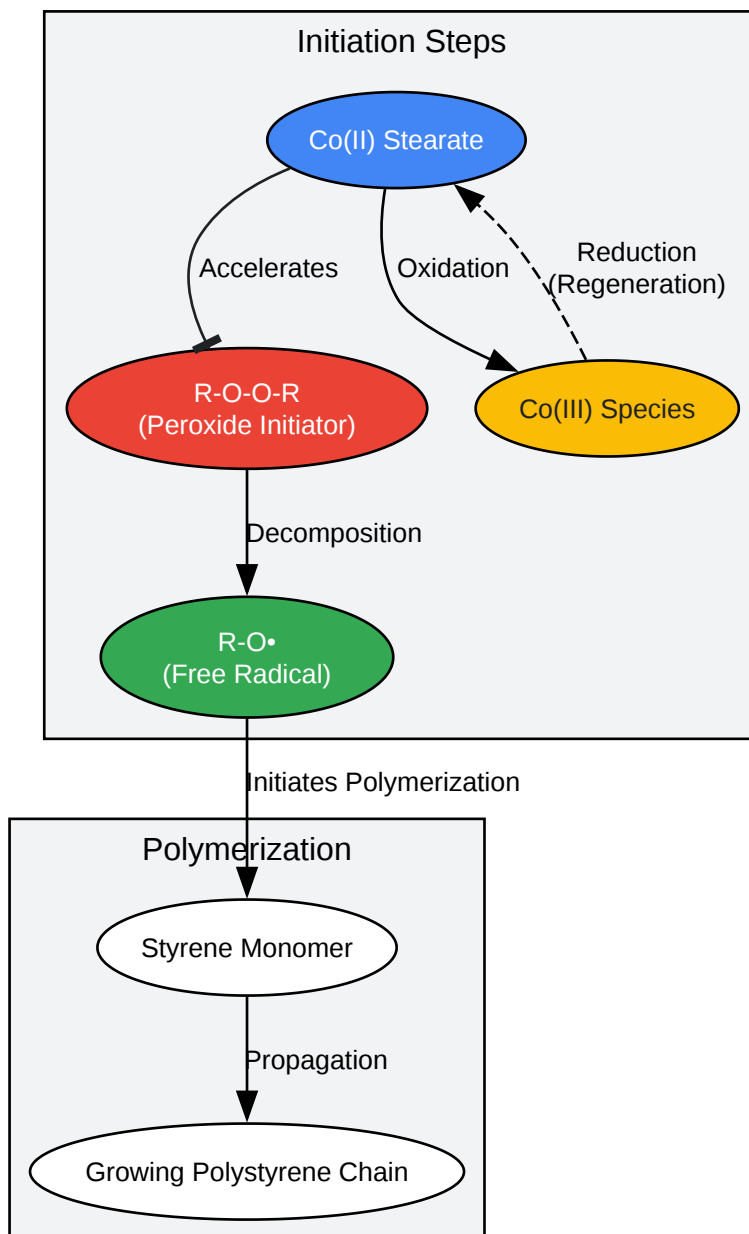 Initiation Steps
Co(II) Stearate
Accelerates
Oxidation
Reduction
(Regeneration)
R-O-O-R
(Peroxide Initiator)
Co(III) Species
Decomposition
R-O•
(Free Radical)
Initiates Polymerization
Polymerization
Styrene Monomer
Propagation
Growing Polystyrene Chain